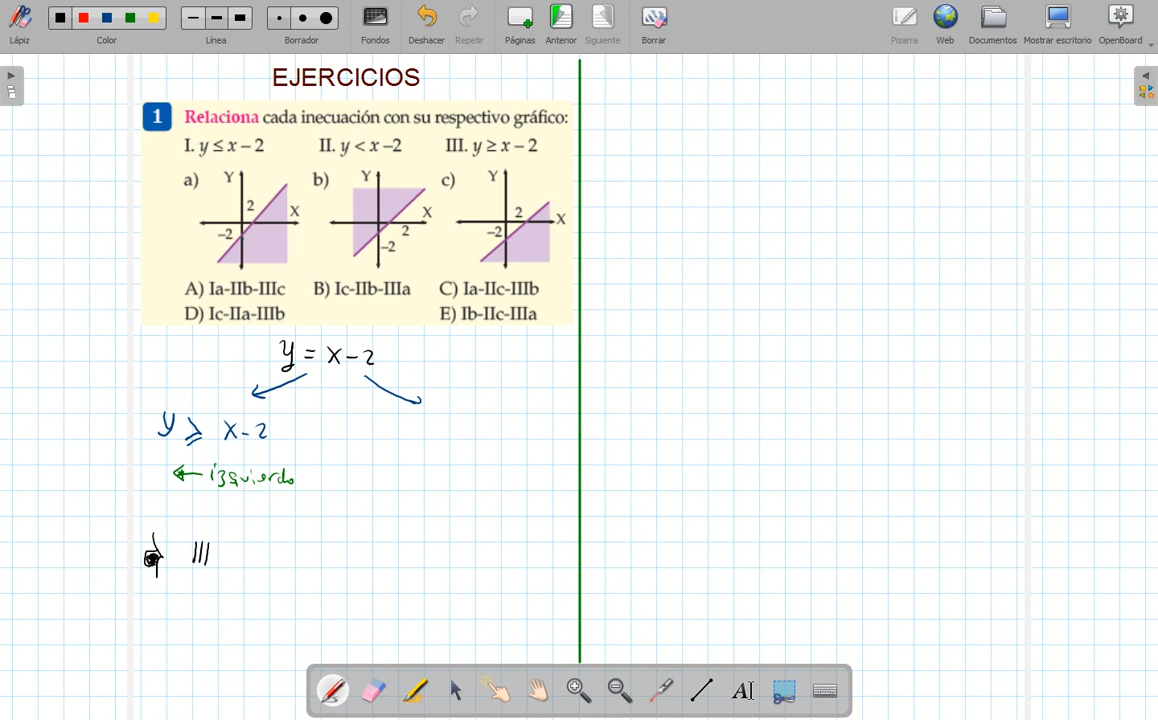 Lápiz Color Línea Borrador Fondos Deshacer Repetir Páginas Anterior Siguiente Borrar Pizarra Web Documentos Mostrar escritorio OpenBoard
EJERCICIOS
1 Relaciona cada inecuación con su respectivo gráfico:
I. y ≤ x – 2 II. y < x –2 III. y ≥ x – 2
a) Y 2 X –2
b) Y X 2 –2
c) Y 2 X –2
A) Ia-IIb-IIIc B) Ic-IIb-IIIa C) Ia-IIc-IIIb
D) Ic-IIa-IIIb E) Ib-IIc-IIIa
y = x - 2
y ≥ x - 2
← izquierdo
III
AI